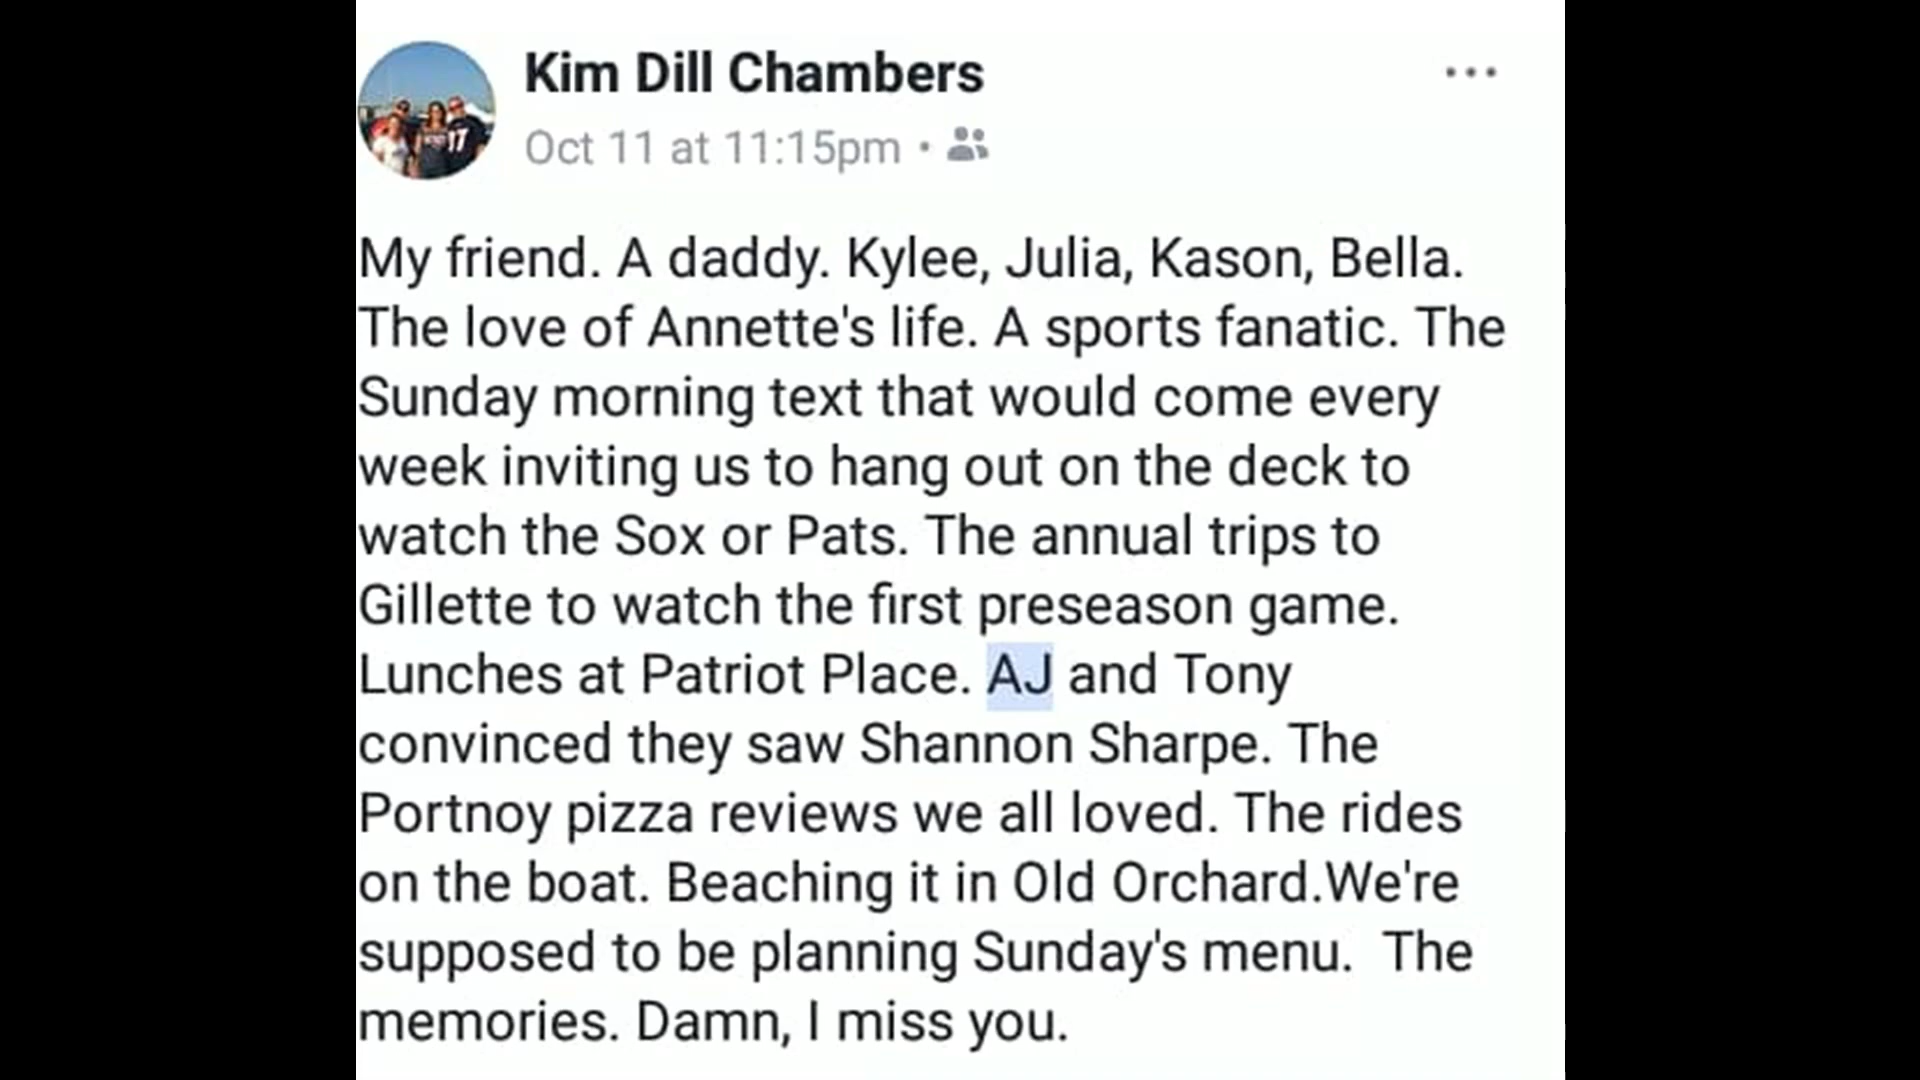 Kim Dill Chambers
Oct 11 at 11:15pm •
My friend. A daddy. Kylee, Julia, Kason, Bella.
The love of Annette's life. A sports fanatic. The
Sunday morning text that would come every
week inviting us to hang out on the deck to
watch the Sox or Pats. The annual trips to
Gillette to watch the first preseason game.
Lunches at Patriot Place. AJ and Tony
convinced they saw Shannon Sharpe. The
Portnoy pizza reviews we all loved. The rides
on the boat. Beaching it in Old Orchard.We're
supposed to be planning Sunday's menu.  The
memories. Damn, I miss you.